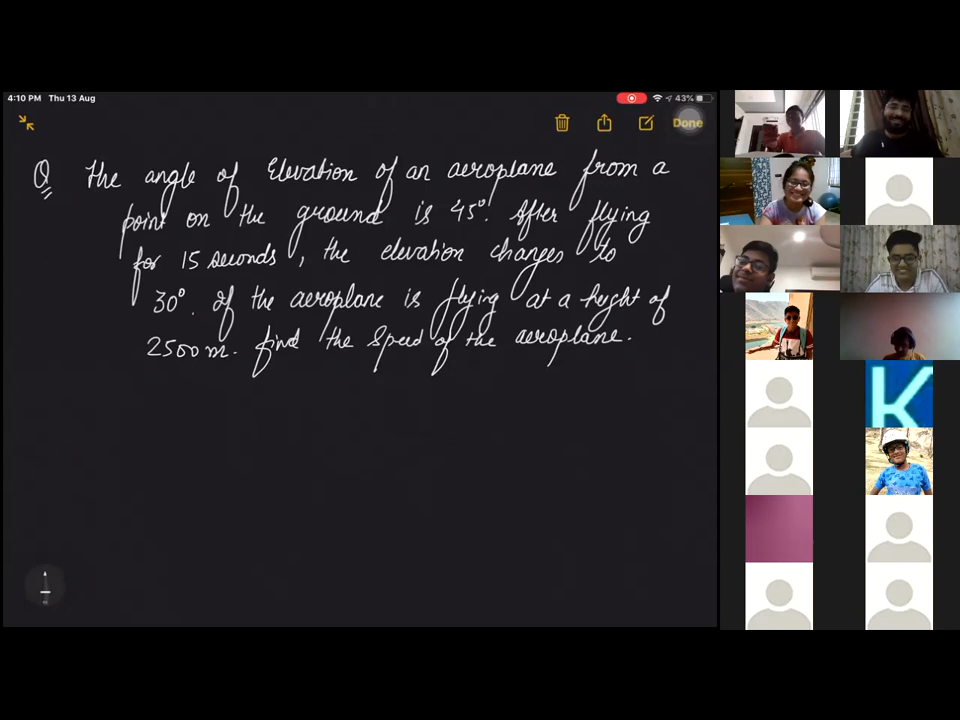 4:10 PM Thu 13 Aug
43%
Done
Q The angle of Elevation of an aeroplane from a
point on the ground is 45°. After flying
for 15 seconds, the elevation changes to
30°. If the aeroplane is flying at a height of
2500 m. find the Speed of the aeroplane.
K